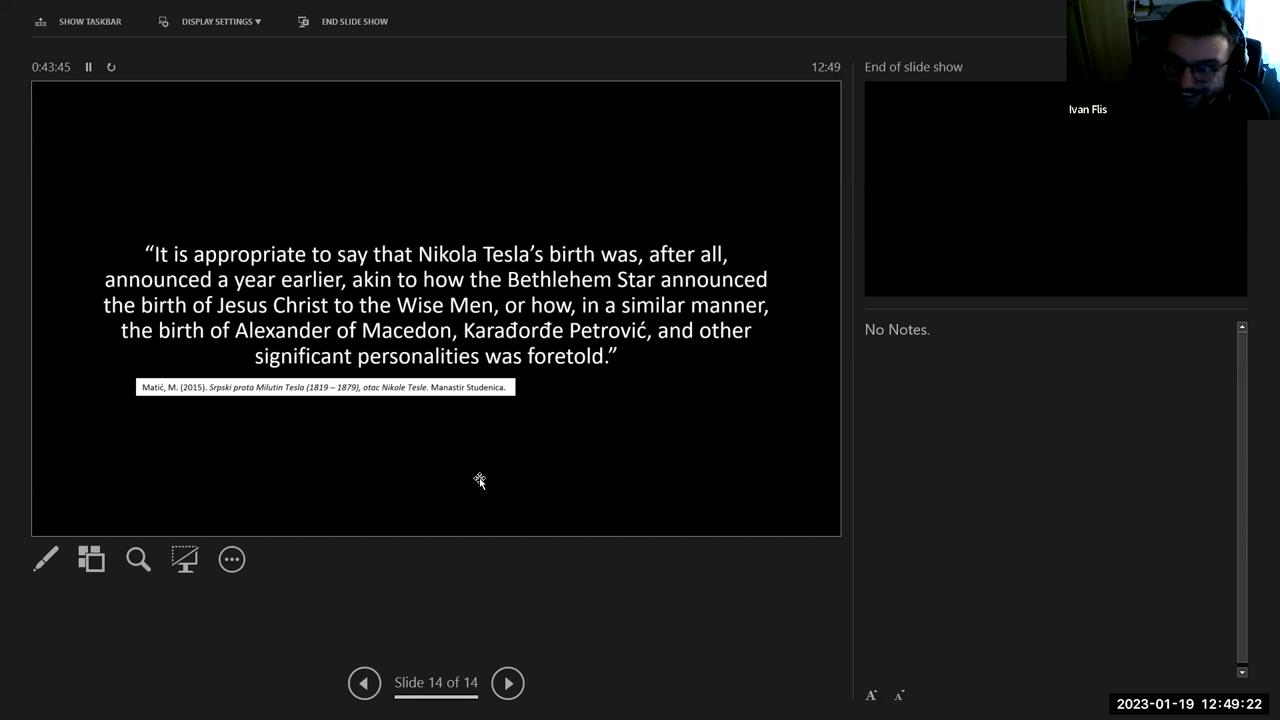 SHOW TASKBAR
DISPLAY SETTINGS ▼
END SLIDE SHOW
0:43:45
12:49
End of slide show
Ivan Flis
“It is appropriate to say that Nikola Tesla’s birth was, after all,
announced a year earlier, akin to how the Bethlehem Star announced
the birth of Jesus Christ to the Wise Men, or how, in a similar manner,
the birth of Alexander of Macedon, Karađorđe Petrović, and other
significant personalities was foretold.”
Matić, M. (2015). Srpski prota Milutin Tesla (1819 – 1879), otac Nikole Tesle. Manastir Studenica.
No Notes.
Slide 14 of 14
A A
2023-01-19 12:49:22